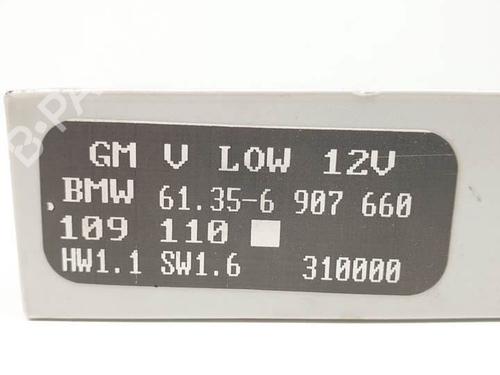 GM V LOW 12V
BMW 61.35-6 907 660
109 110
HW1.1 SW1.6 310000